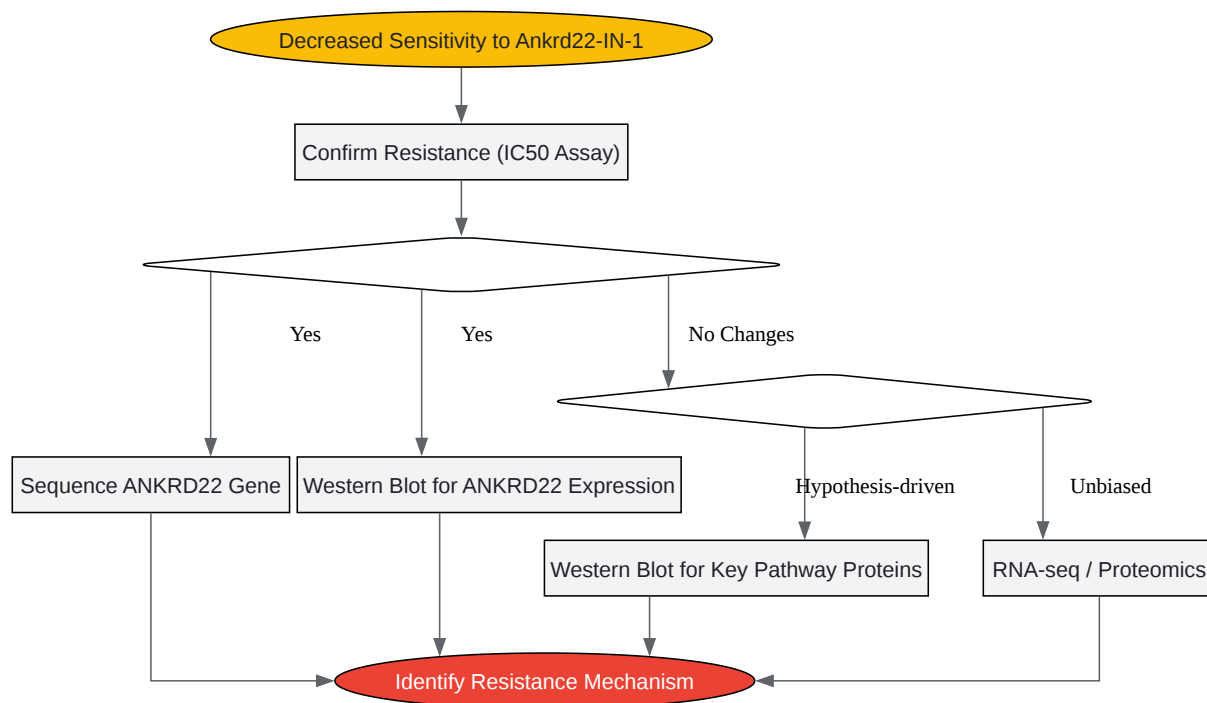 Decreased Sensitivity to Ankrd22-IN-1
Confirm Resistance (IC50 Assay)
Yes
Yes
No Changes
Sequence ANKRD22 Gene
Western Blot for ANKRD22 Expression
Hypothesis-driven
Unbiased
Western Blot for Key Pathway Proteins
RNA-seq / Proteomics
Identify Resistance Mechanism